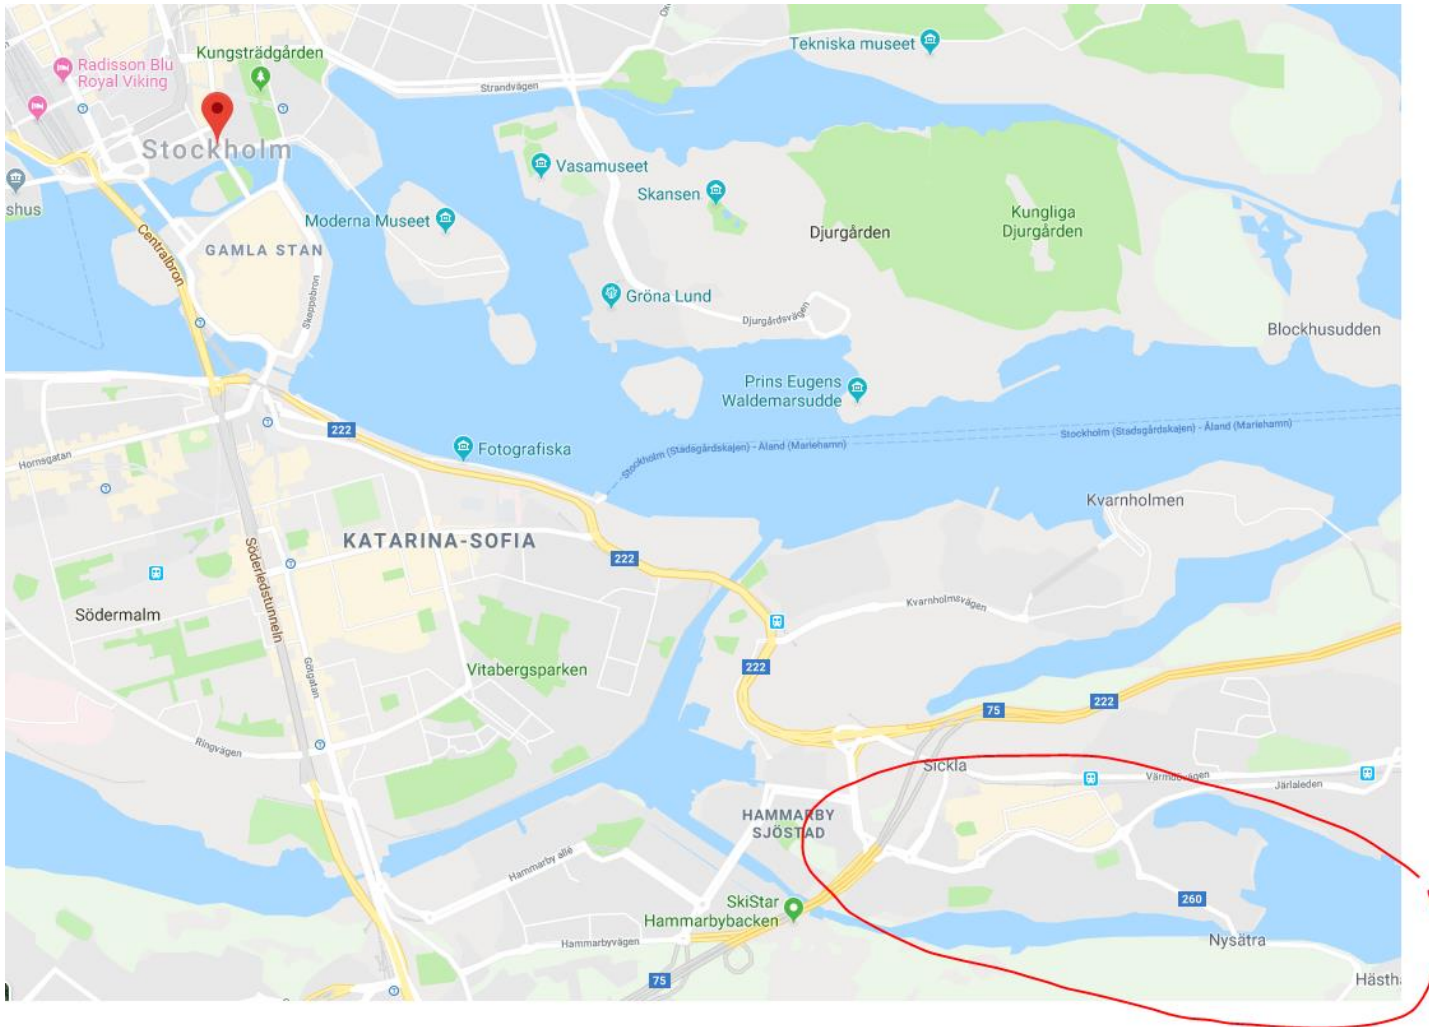 Tekniska museet
Kungsträdgården
Radisson Blu
Royal Viking
Strandvägen
Stockholm
Vasamuseet
Skansen
shus
Moderna Museet
Kungliga
Djurgården
Djurgården
GAMLA STAN
Centralbron
Skeppsbron
Gröna Lund
Djurgårdsvägen
Blockhusudden
Prins Eugens
Waldemarsudde
222
Fotografiska
Stockholm (Stadsgårdskajen) - Åland (Mariehamn)
Stockholm (Stadsgårdskajen) - Åland (Mariehamn)
Hornsgatan
Kvarnholmen
KATARINA-SOFIA
222
Söderledstunneln
Södermalm
Kvarnholmsvägen
Götgatan
Vitabergsparken
222
222
75
Ringvägen
Sickla
Värmdövägen
Järlaleden
HAMMARBY
SJÖSTAD
Hammarby allé
SkiStar
Hammarbybacken
260
Hammarbyvägen
Nysätra
75
Hästh